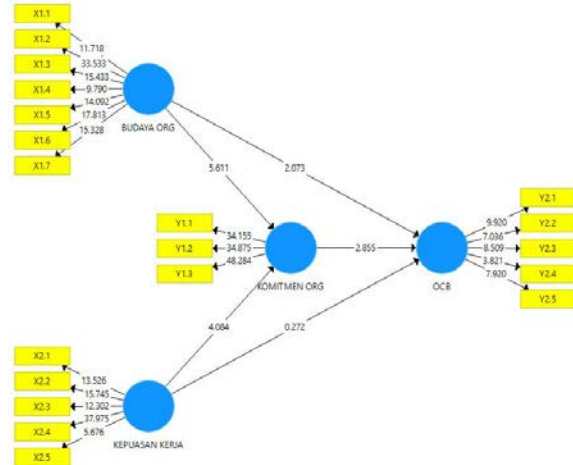 X1.1
X1.2
X1.3
X1.4
X1.5
X1.6
X1.7
11.718
33.533
15.433
9.790
14.092
17.813
15.328
BUDAYA ORG
5.611
2.073
Y1.1
Y1.2
Y1.3
34.155
34.875
48.284
KOMITMEN ORG
2.855
OCB
9.920
7.036
8.509
3.821
7.920
Y2.1
Y2.2
Y2.3
Y2.4
Y2.5
4.084
0.272
X2.1
X2.2
X2.3
X2.4
X2.5
13.526
15.745
12.302
37.975
5.676
KEPUASAN KERJA